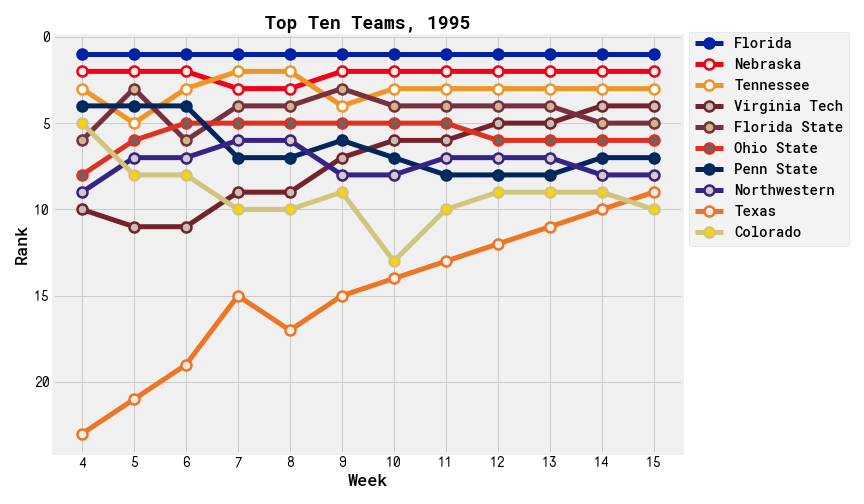 Top Ten Teams, 1995
0
5
10
15
20
Rank
4 5 6 7 8 9 10 11 12 13 14 15
Week
Florida
Nebraska
Tennessee
Virginia Tech
Florida State
Ohio State
Penn State
Northwestern
Texas
Colorado